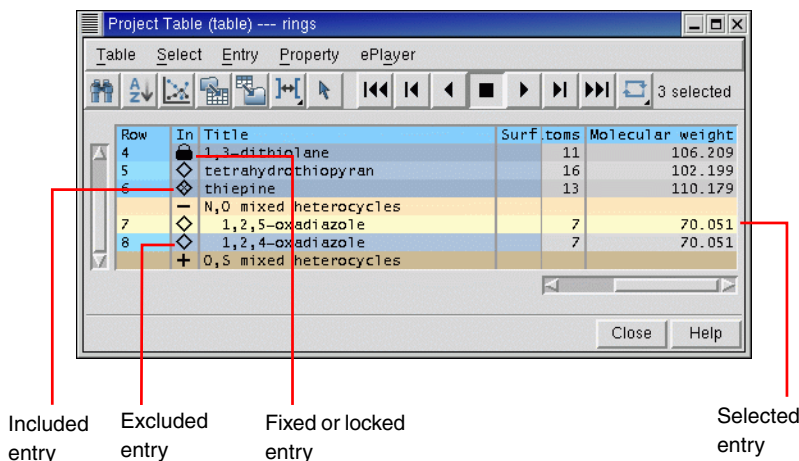 Project Table (table) --- rings
Table Select Entry Property ePlayer
A Z 3 selected
Row In Title Surf.toms Molecular weight
4 1,3-dithiolane 11 106.209
5 tetrahydrothiopyran 16 102.199
6 thiepine 13 110.179
− N,O mixed heterocycles
7 1,2,5-oxadiazole 7 70.051
8 1,2,4-oxadiazole 7 70.051
+ O,S mixed heterocycles
Close Help
Included entry
Excluded entry
Fixed or locked entry
Selected entry